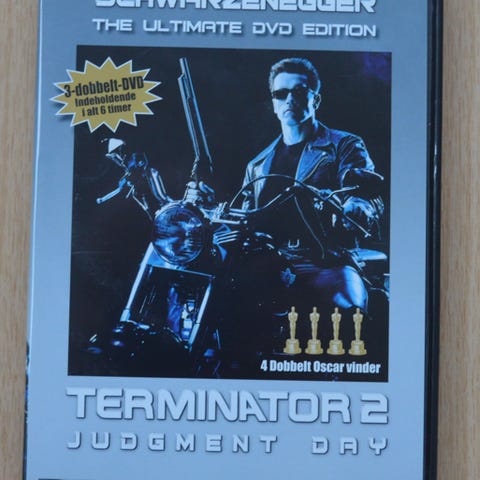 SCHWARZENEGGER
THE ULTIMATE DVD EDITION
3-dobbelt-DVD
Indeholdende
i alt 6 timer
4 Dobbelt Oscar vinder
TERMINATOR 2
JUDGMENT DAY